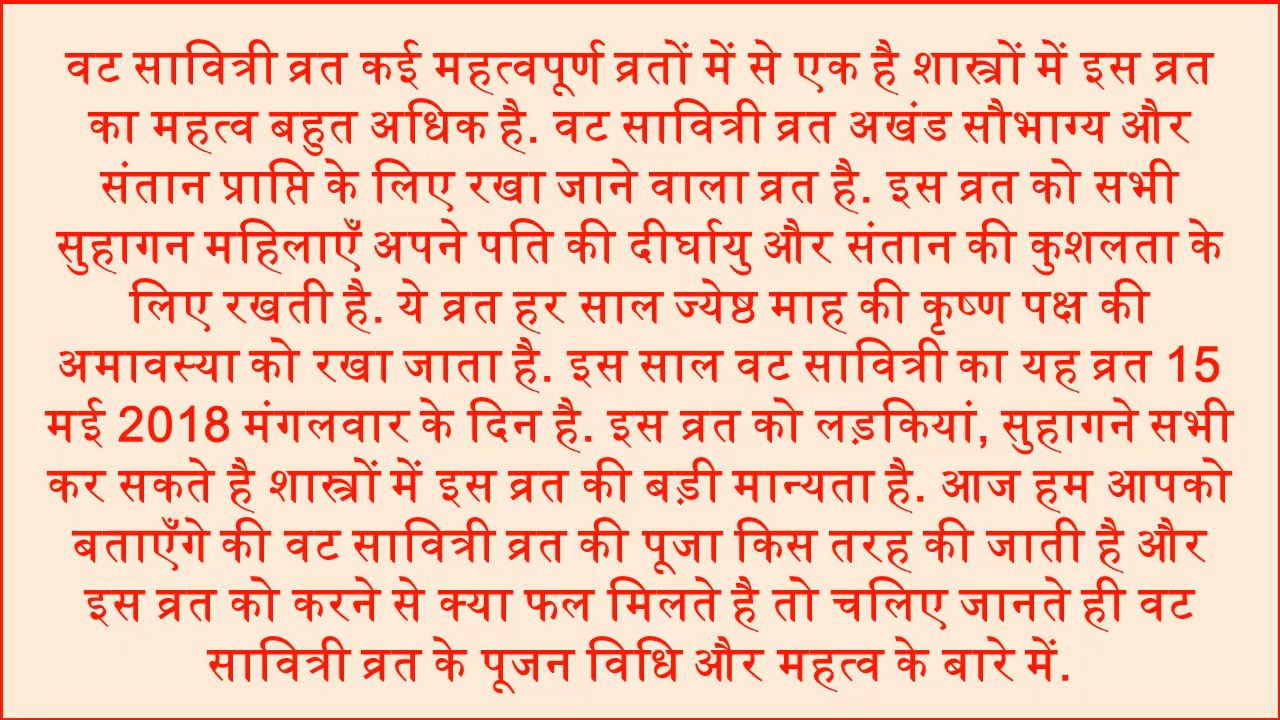 वट सावित्री व्रत कई महत्वपूर्ण व्रतों में से एक है शास्त्रों में इस व्रत
का महत्व बहुत अधिक है. वट सावित्री व्रत अखंड सौभाग्य और
संतान प्राप्ति के लिए रखा जाने वाला व्रत है. इस व्रत को सभी
सुहागन महिलाएँ अपने पति की दीर्घायु और संतान की कुशलता के
लिए रखती है. ये व्रत हर साल ज्येष्ठ माह की कृष्ण पक्ष की
अमावस्या को रखा जाता है. इस साल वट सावित्री का यह व्रत 15
मई 2018 मंगलवार के दिन है. इस व्रत को लड़कियां, सुहागने सभी
कर सकते है शास्त्रों में इस व्रत की बड़ी मान्यता है. आज हम आपको
बताएँगे की वट सावित्री व्रत की पूजा किस तरह की जाती है और
इस व्रत को करने से क्या फल मिलते है तो चलिए जानते ही वट
सावित्री व्रत के पूजन विधि और महत्व के बारे में.